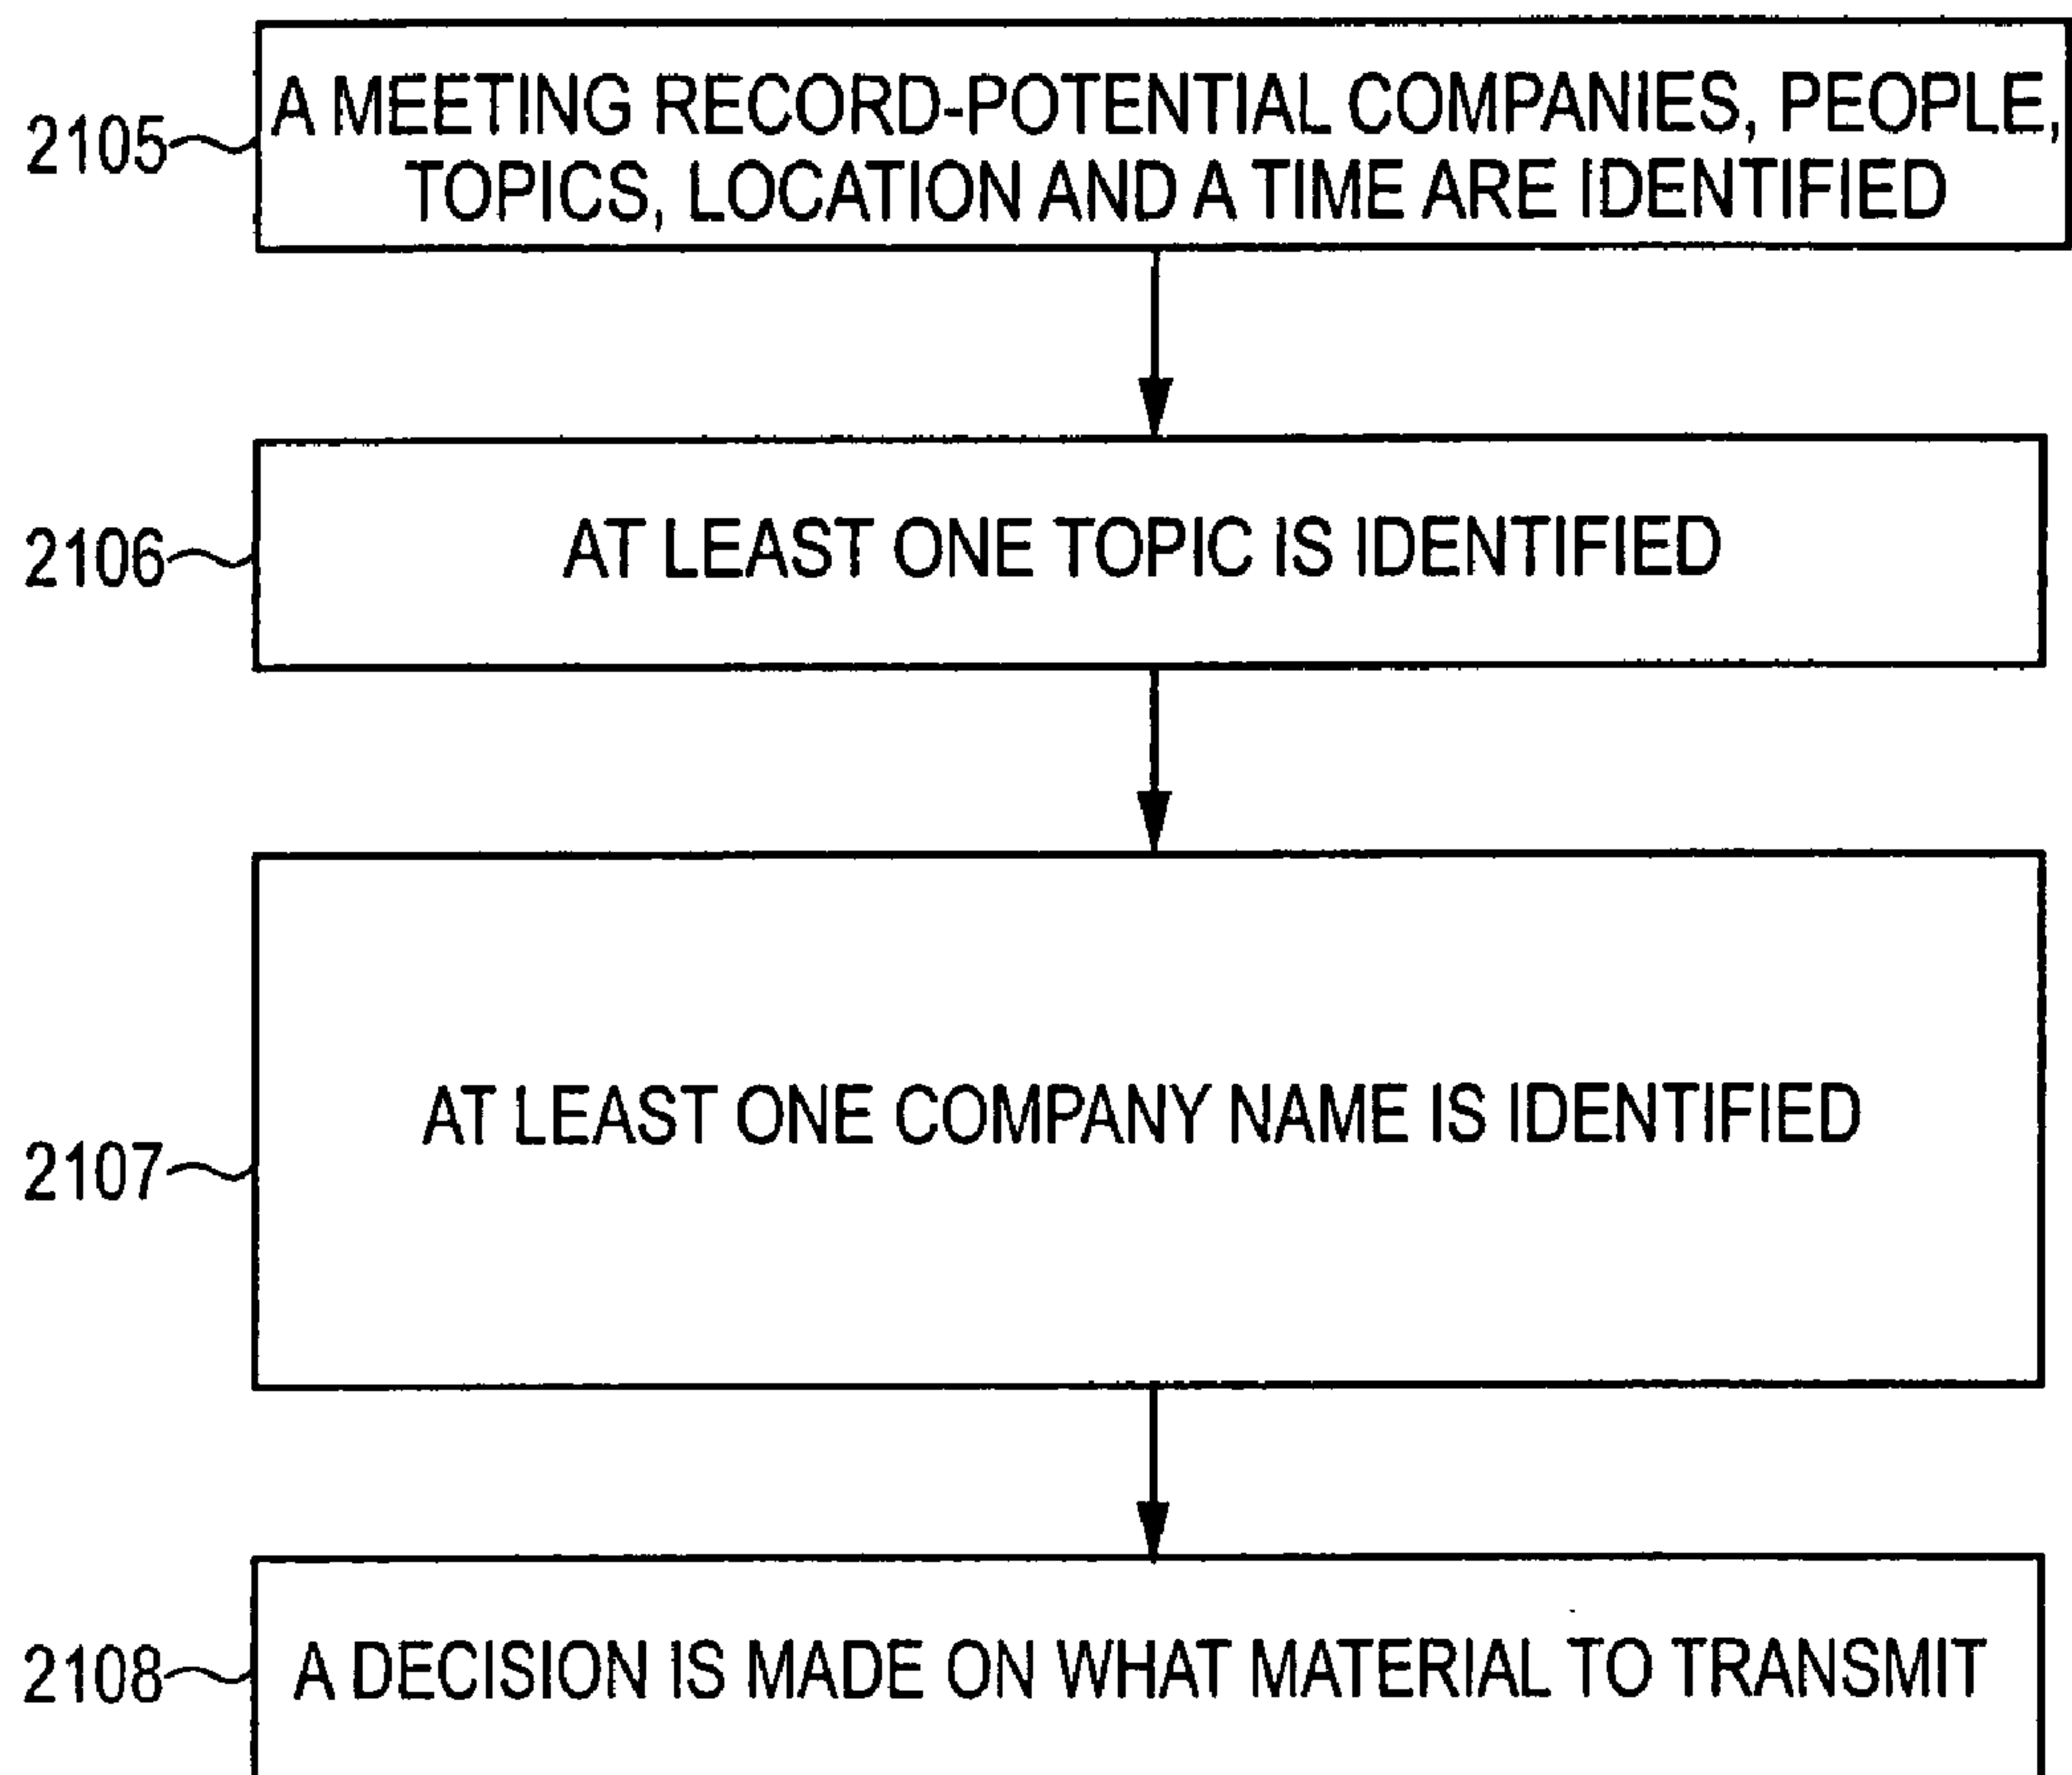 2105
A MEETING RECORD-POTENTIAL COMPANIES, PEOPLE,
TOPICS, LOCATION AND A TIME ARE IDENTIFIED
2106
AT LEAST ONE TOPIC IS IDENTIFIED
2107
AT LEAST ONE COMPANY NAME IS IDENTIFIED
2108
A DECISION IS MADE ON WHAT MATERIAL TO TRANSMIT